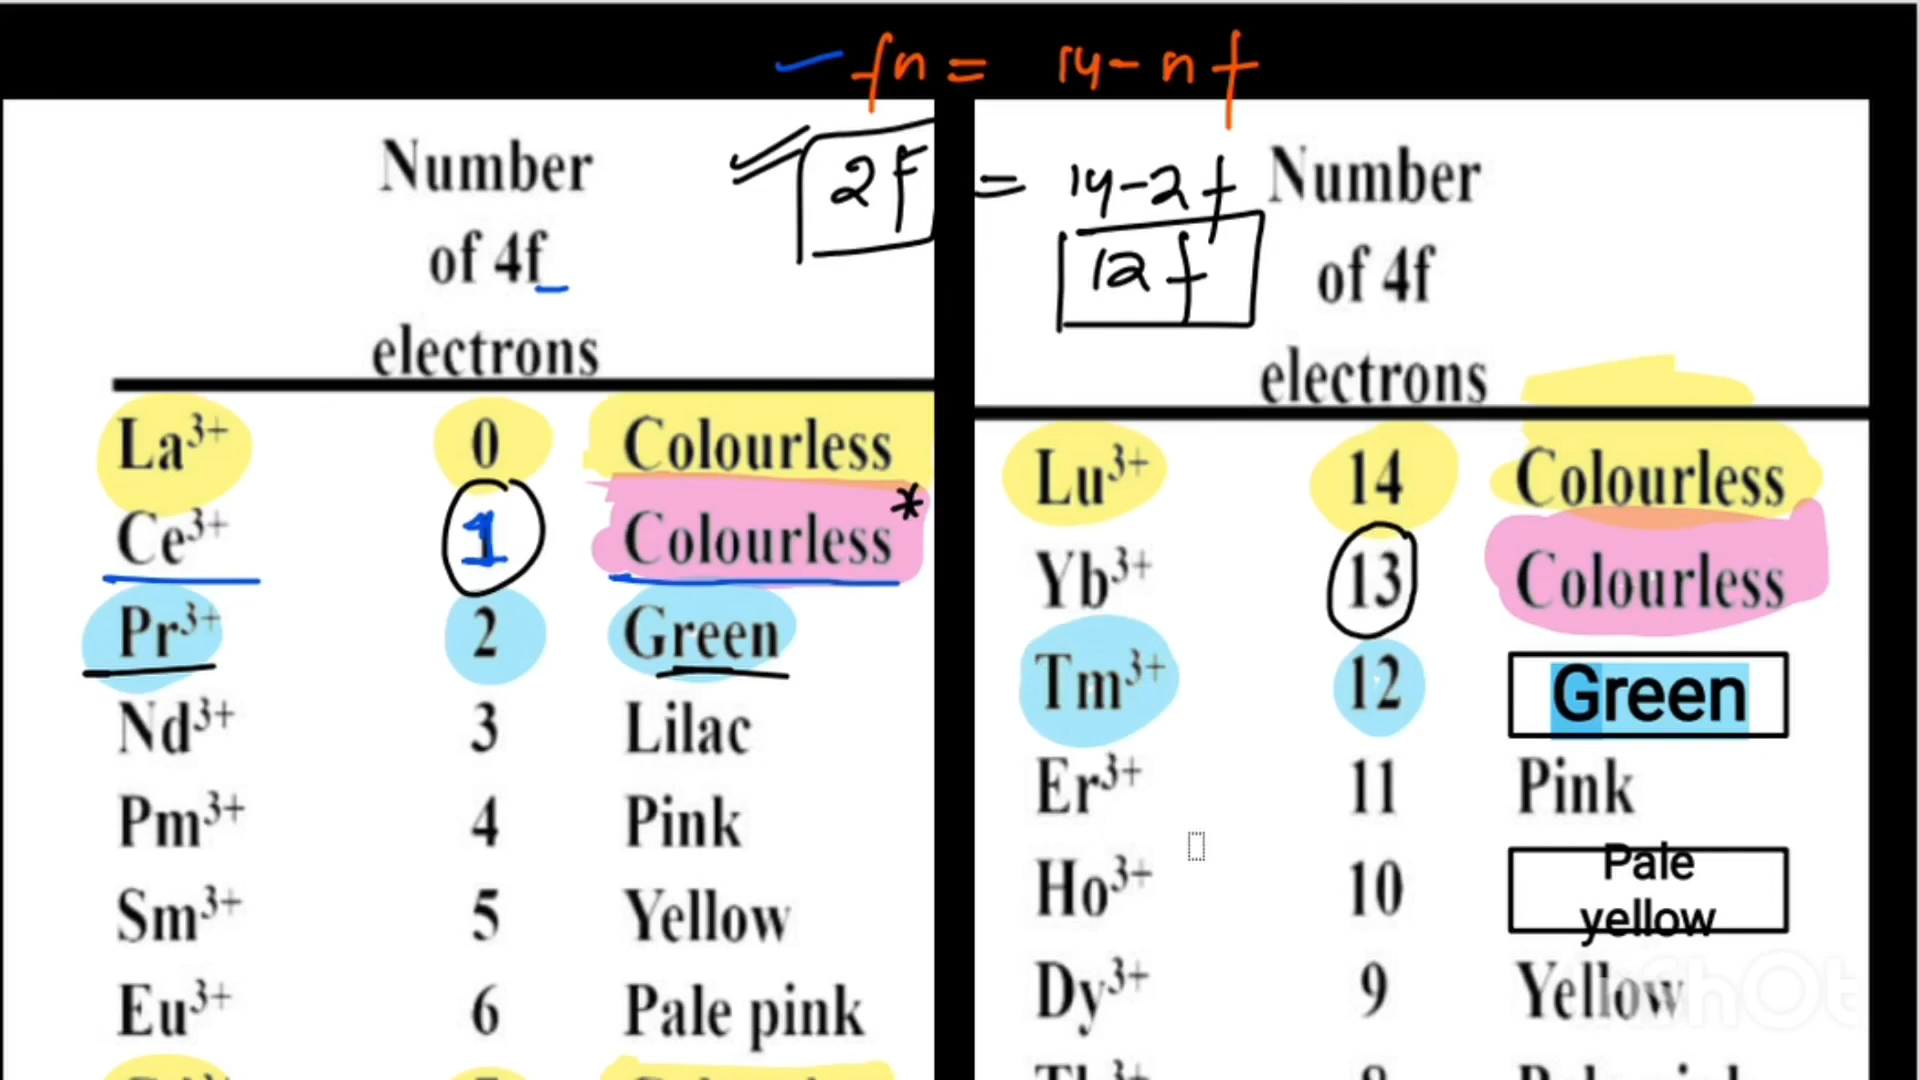 fn = 14 - n f
2f = 14-2f
12f
Number
of 4f
electrons
La3+ 0 Colourless
Ce3+ 1 Colourless*
Pr3+ 2 Green
Nd3+ 3 Lilac
Pm3+ 4 Pink
Sm3+ 5 Yellow
Eu3+ 6 Pale pink
Number
of 4f
electrons
Lu3+ 14 Colourless
Yb3+ 13 Colourless
Tm3+ 12 Green
Er3+ 11 Pink
Ho3+ 10 Pale
yellow
Dy3+ 9 Yellow